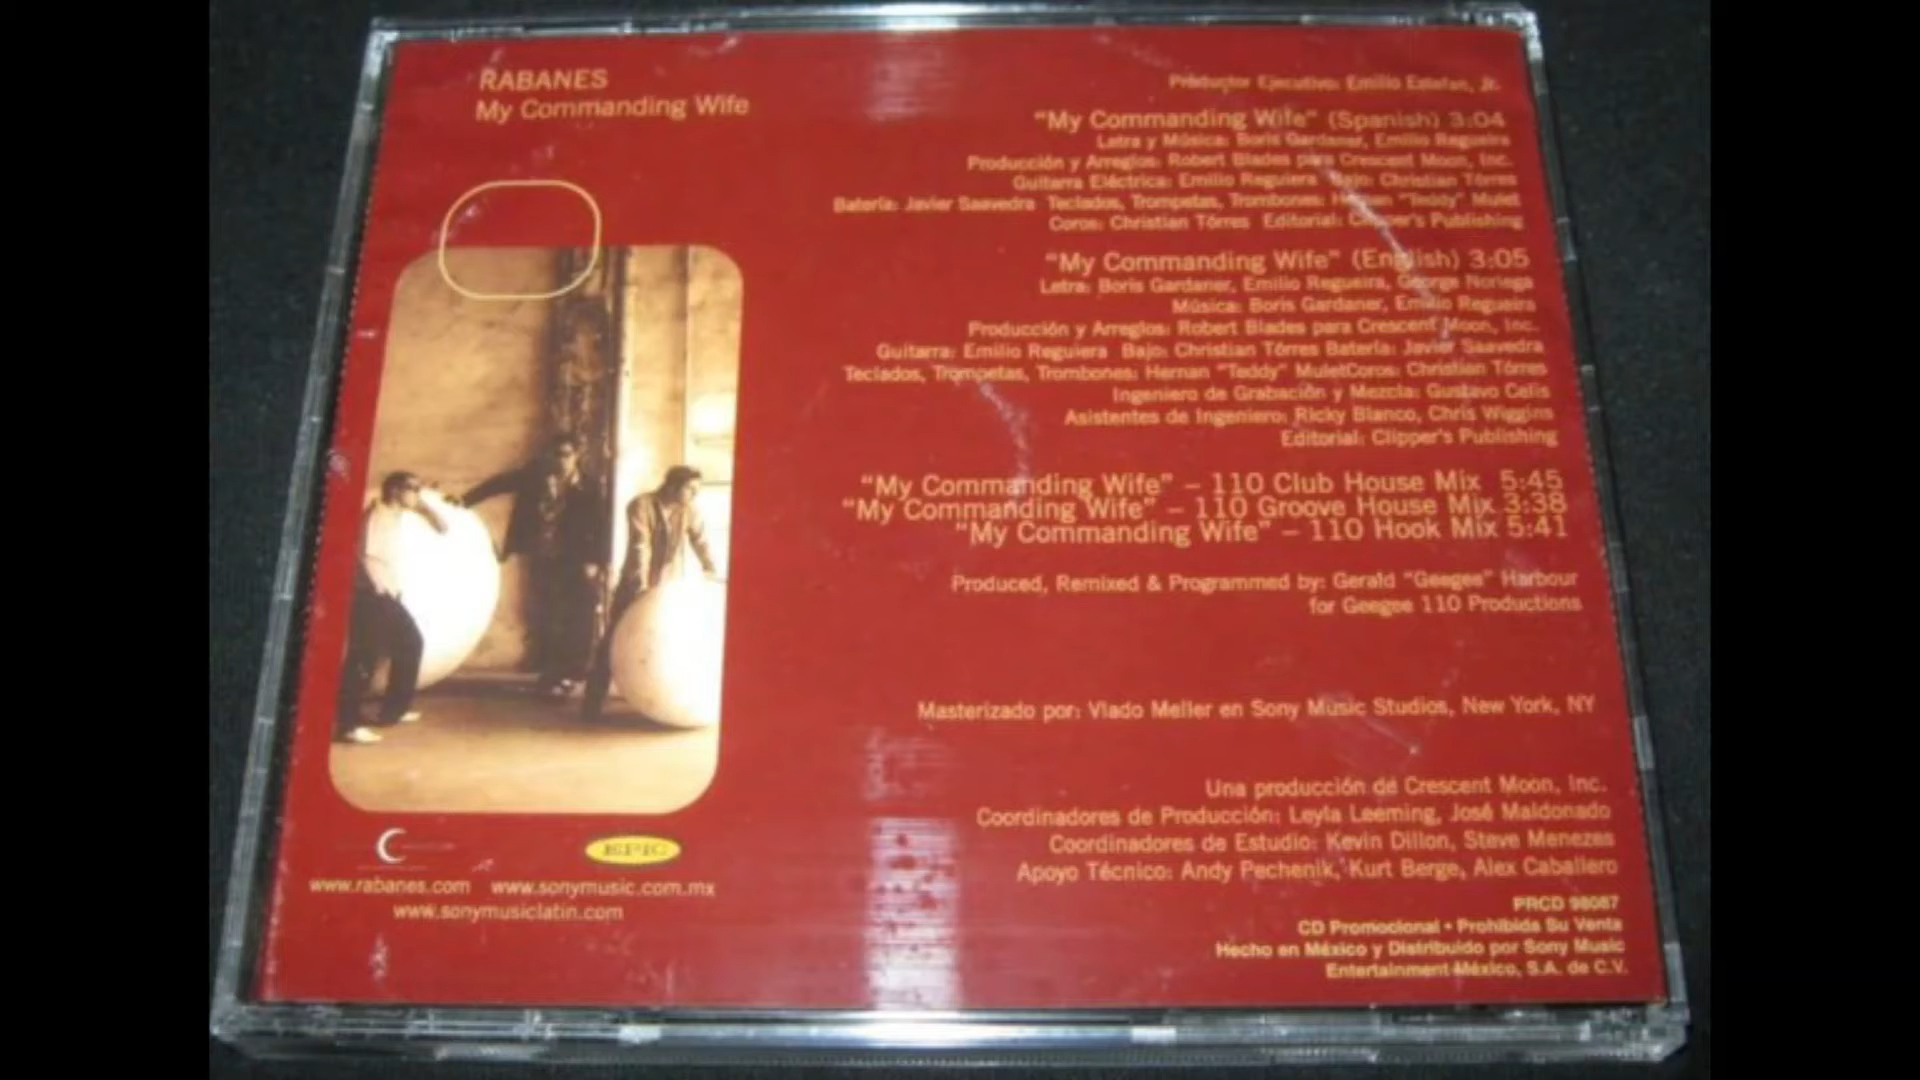 RABANES
My Commanding Wife
Productor Ejecutivo: Emilio Estefan, Jr.
"My Commanding Wife" (Spanish) 3:04
Letra y Música: Boris Gardaner, Emilio Regueira
Producción y Arreglos: Robert Blades para Crescent Moon, Inc.
Guitarra Eléctrica: Emilio Reguiera Bajo: Christian Tórres
Batería: Javier Saavedra Teclados, Trompetas, Trombones: Hernan "Teddy" Mulet
Coros: Christian Tórres Editorial: Clipper's Publishing
"My Commanding Wife" (English) 3:05
Letra: Boris Gardaner, Emilio Regueira, George Noriega
Música: Boris Gardaner, Emilio Regueira
Producción y Arreglos: Robert Blades para Crescent Moon, Inc.
Guitarra: Emilio Reguiera Bajo: Christian Tórres Batería: Javier Saavedra
Teclados, Trompetas, Trombones: Hernan "Teddy" MuletCoros: Christian Tórres
Ingeniero de Grabación y Mezcla: Gustavo Celis
Asistentes de Ingeniero: Ricky Blanco, Chris Wiggins
Editorial: Clipper's Publishing
"My Commanding Wife" – 110 Club House Mix 5:45
"My Commanding Wife" – 110 Groove House Mix 3:38
"My Commanding Wife" – 110 Hook Mix 5:41
Produced, Remixed & Programmed by: Gerald "Geegee" Harbour
for Geegee 110 Productions
Masterizado por: Vlado Meller en Sony Music Studios, New York, NY
Una producción de Crescent Moon, Inc.
Coordinadores de Producción: Leyla Leeming, José Maldonado
Coordinadores de Estudio: Kevin Dillon, Steve Menezes
Apoyo Técnico: Andy Pechenik, Kurt Berge, Alex Caballero
EPIC
www.rabanes.com www.sonymusic.com.mx
www.sonymusiclatin.com
PRCD 98087
CD Promocional • Prohibida Su Venta
Hecho en México y Distribuido por Sony Music
Entertainment México, S.A. de C.V.